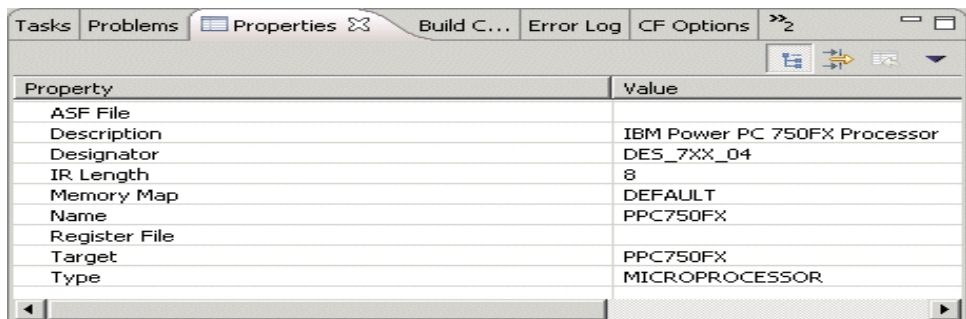 Tasks Problems Properties Build C... Error Log CF Options »2
Property Value
ASF File
Description IBM Power PC 750FX Processor
Designator DES_7XX_04
IR Length 8
Memory Map DEFAULT
Name PPC750FX
Register File
Target PPC750FX
Type MICROPROCESSOR